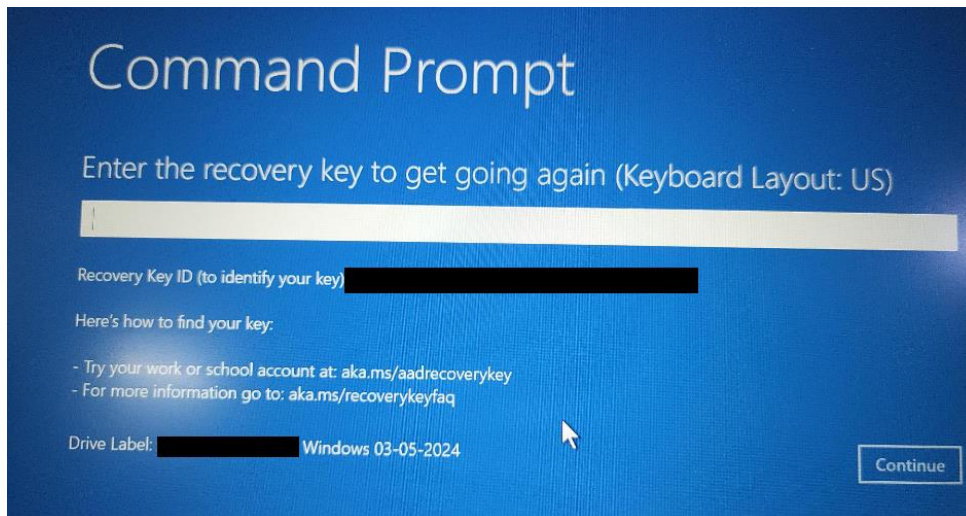 Command Prompt
Enter the recovery key to get going again (Keyboard Layout: US)
Recovery Key ID (to identify your key)
Here's how to find your key:
- Try your work or school account at: aka.ms/aadrecoverykey
- For more information go to: aka.ms/recoverykeyfaq
Drive Label: Windows 03-05-2024
Continue